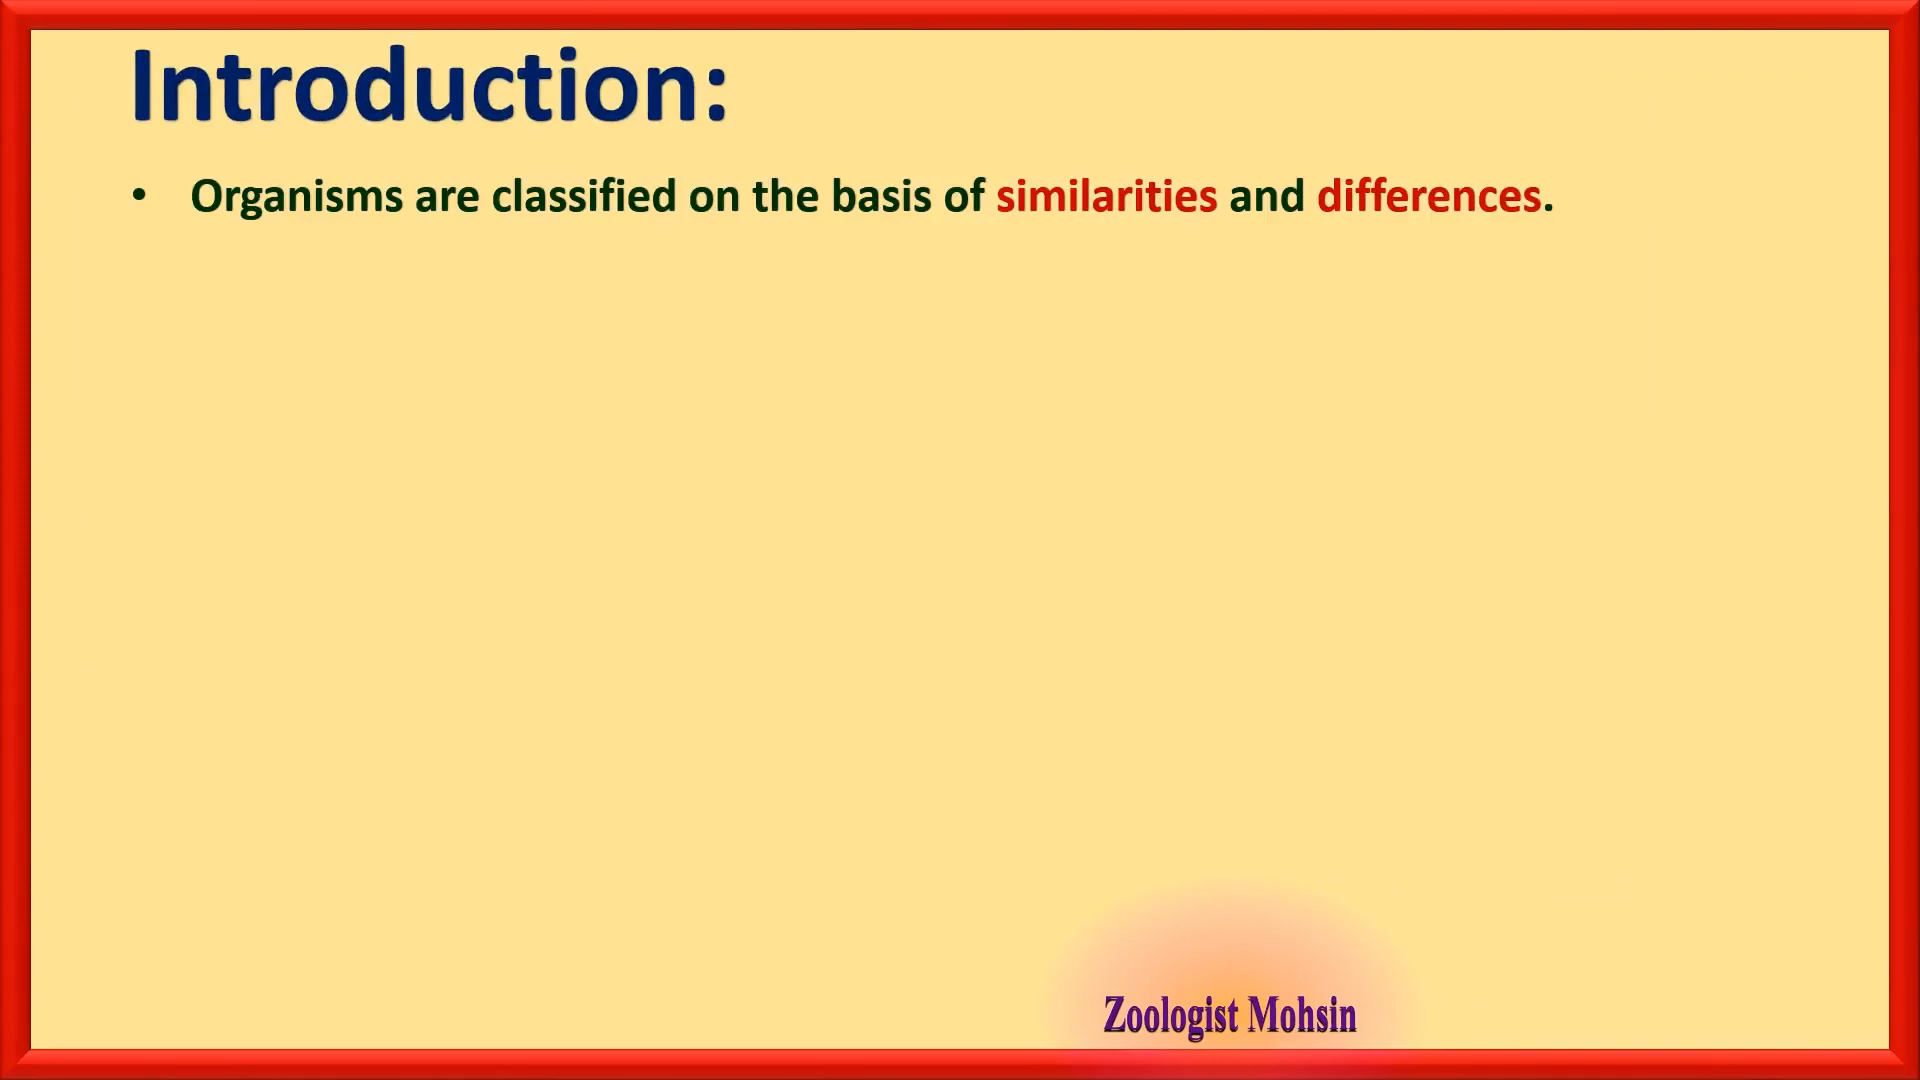 Introduction:
• Organisms are classified on the basis of similarities and differences.
Zoologist Mohsin